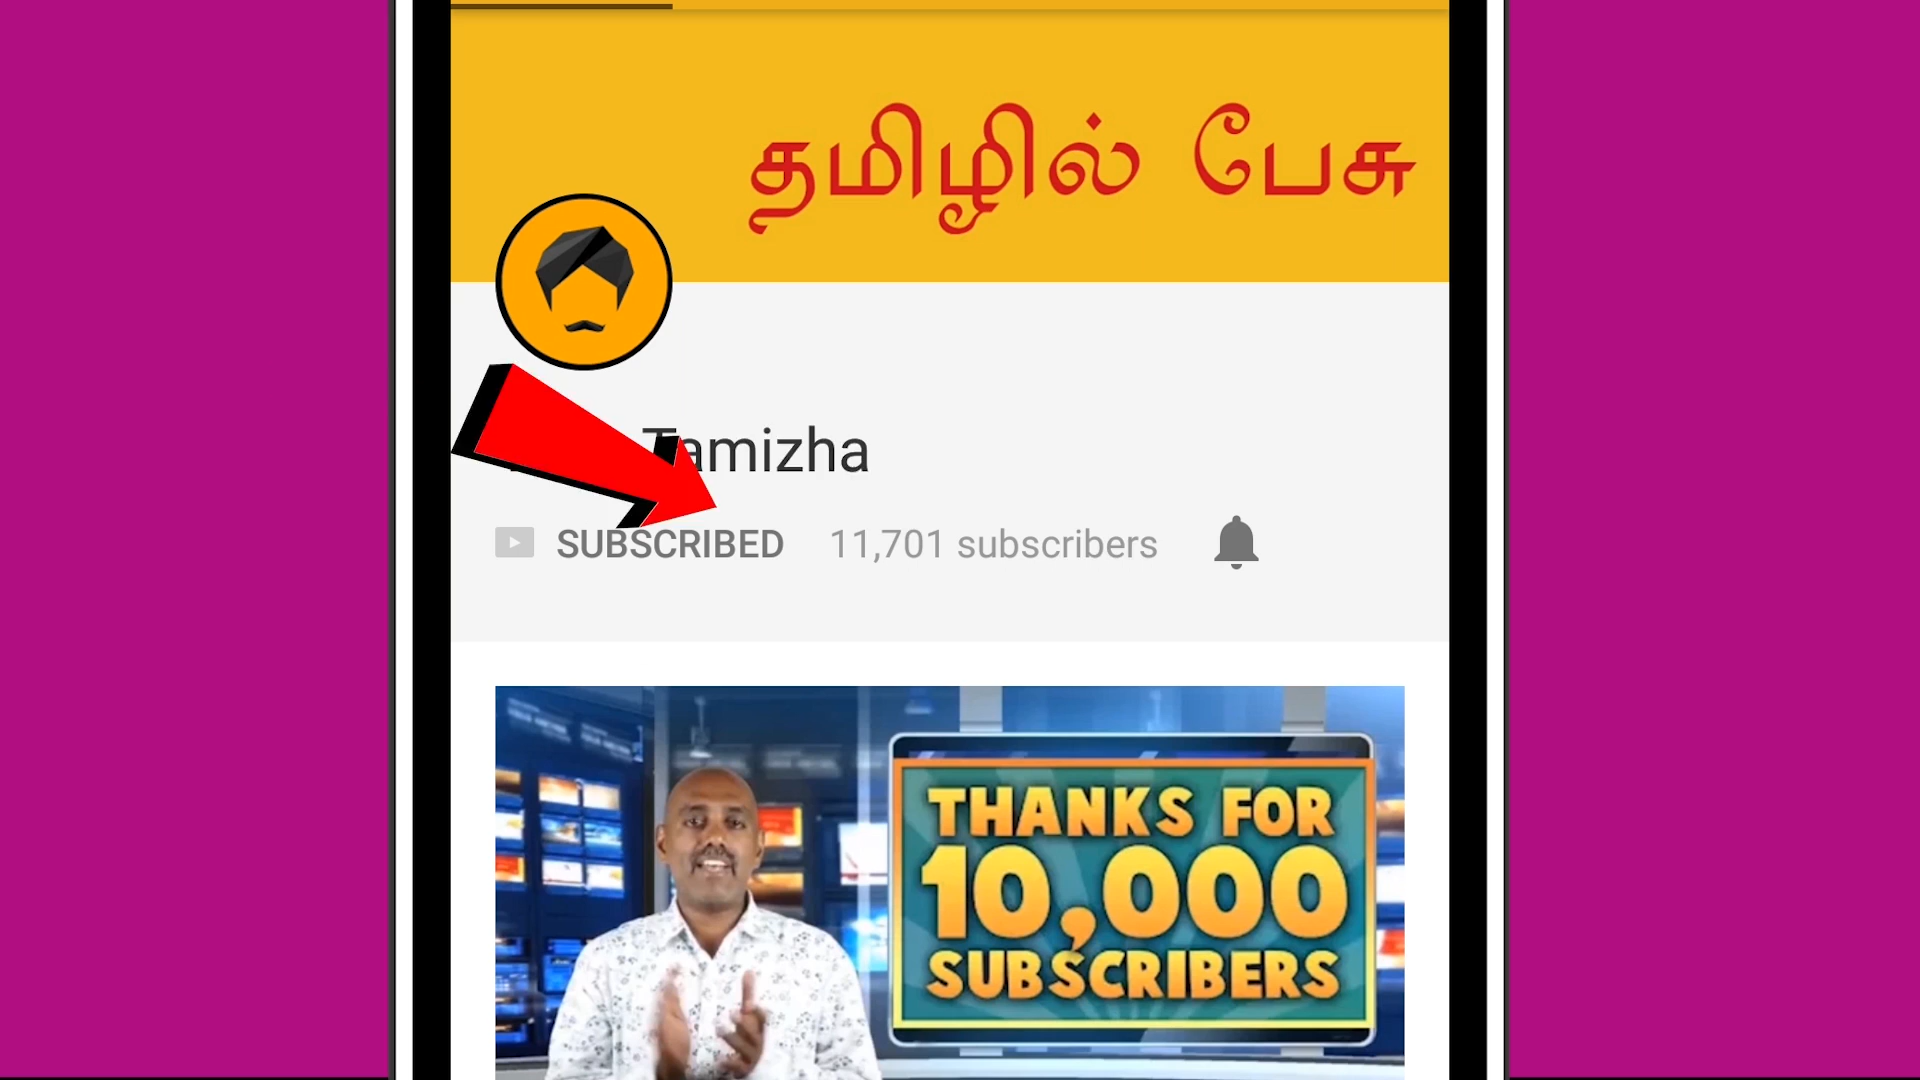 தமிழில் பேசு
Tamizha
SUBSCRIBED 11,701 subscribers
THANKS FOR
10,000
SUBSCRIBERS